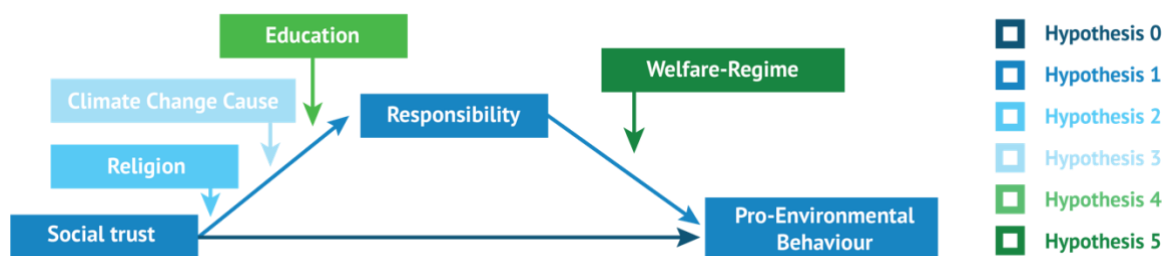 Education
Climate Change Cause
Religion
Social trust
Responsibility
Welfare-Regime
Pro-Environmental
Behaviour
Hypothesis 0
Hypothesis 1
Hypothesis 2
Hypothesis 3
Hypothesis 4
Hypothesis 5